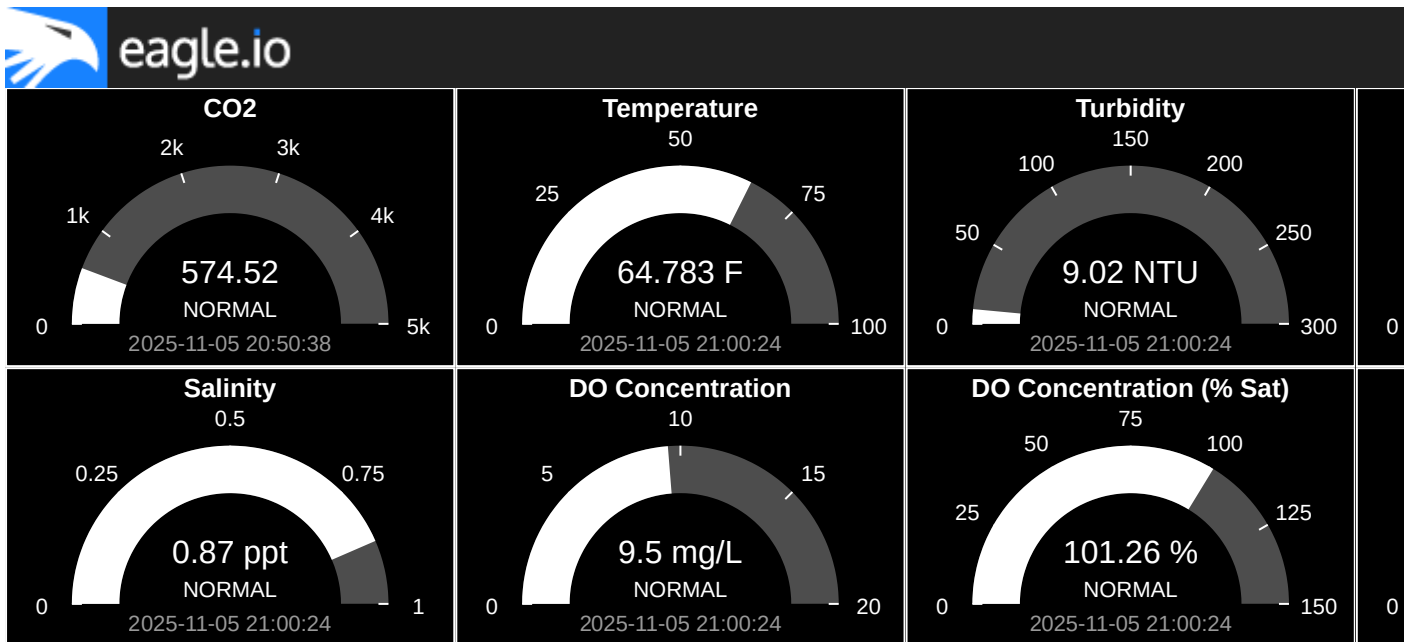 eagle.io
CO2
0
1k
2k
3k
4k
5k
574.52
NORMAL
2025-11-05 20:50:38
Temperature
0
25
50
75
100
64.783 F
NORMAL
2025-11-05 21:00:24
Turbidity
0
50
100
150
200
250
300
9.02 NTU
NORMAL
2025-11-05 21:00:24
0
Salinity
0
0.25
0.5
0.75
1
0.87 ppt
NORMAL
2025-11-05 21:00:24
DO Concentration
0
5
10
15
20
9.5 mg/L
NORMAL
2025-11-05 21:00:24
DO Concentration (% Sat)
0
25
50
75
100
125
150
101.26 %
NORMAL
2025-11-05 21:00:24
0